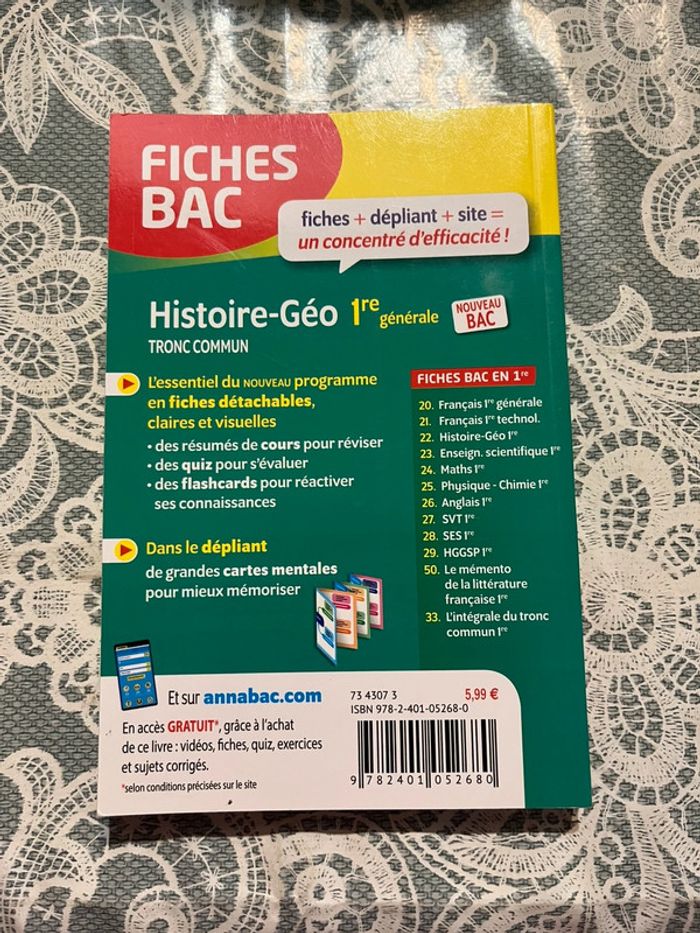 FICHES
BAC
fiches + dépliant + site =
un concentré d'efficacité !
Histoire-Géo 1re générale
NOUVEAU
BAC
TRONC COMMUN
L'essentiel du NOUVEAU programme
en fiches détachables,
claires et visuelles
• des résumés de cours pour réviser
• des quiz pour s'évaluer
• des flashcards pour réactiver
ses connaissances
Dans le dépliant
de grandes cartes mentales
pour mieux mémoriser
FICHES BAC EN 1re
20. Français 1re générale
21. Français 1re technol.
22. Histoire-Géo 1re
23. Enseign. scientifique 1re
24. Maths 1re
25. Physique - Chimie 1re
26. Anglais 1re
27. SVT 1re
28. SES 1re
29. HGGSP 1re
50. Le mémento
de la littérature
française 1re
33. L'intégrale du tronc
commun 1re
Et sur annabac.com
En accès GRATUIT*, grâce à l'achat
de ce livre : vidéos, fiches, quiz, exercices
et sujets corrigés.
*selon conditions précisées sur le site
73 4307 3
5,99 €
ISBN 978-2-401-05268-0
9 782401 052680